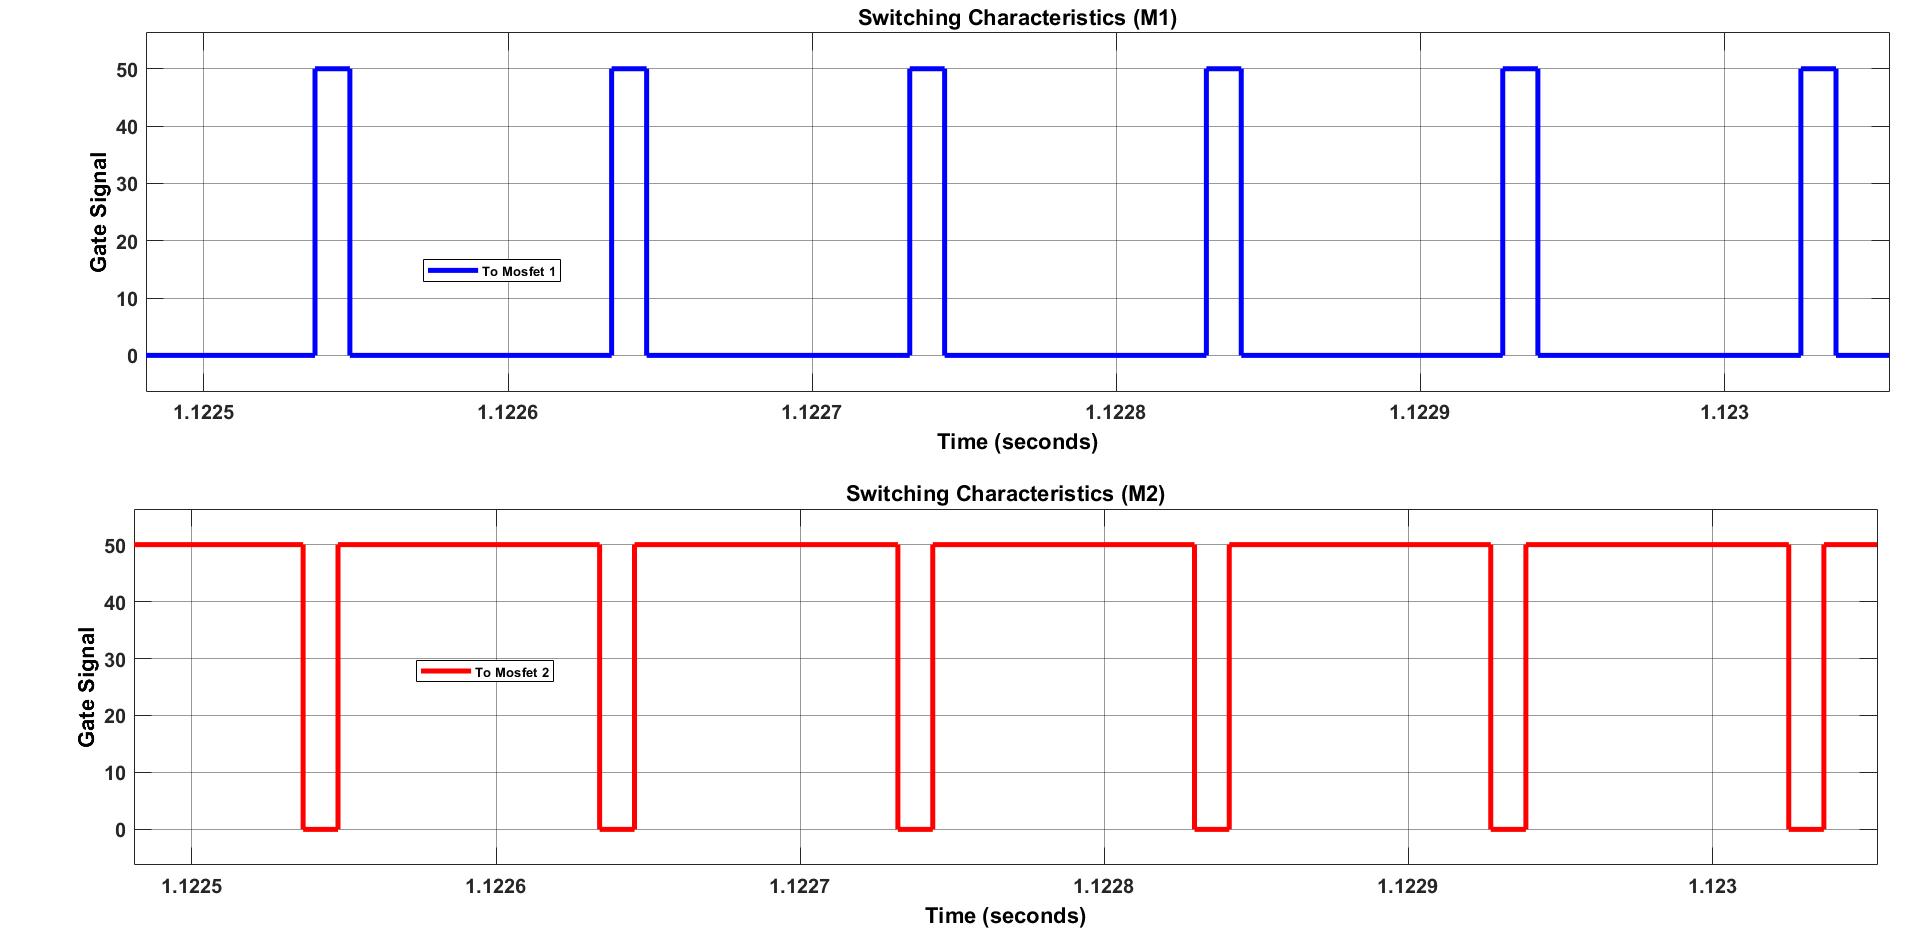 Switching Characteristics (M1)
50
40
30
20
10
0
Gate Signal
To Mosfet 1
1.1225 1.1226 1.1227 1.1228 1.1229 1.123
Time (seconds)
Switching Characteristics (M2)
50
40
30
20
10
0
Gate Signal
To Mosfet 2
1.1225 1.1226 1.1227 1.1228 1.1229 1.123
Time (seconds)